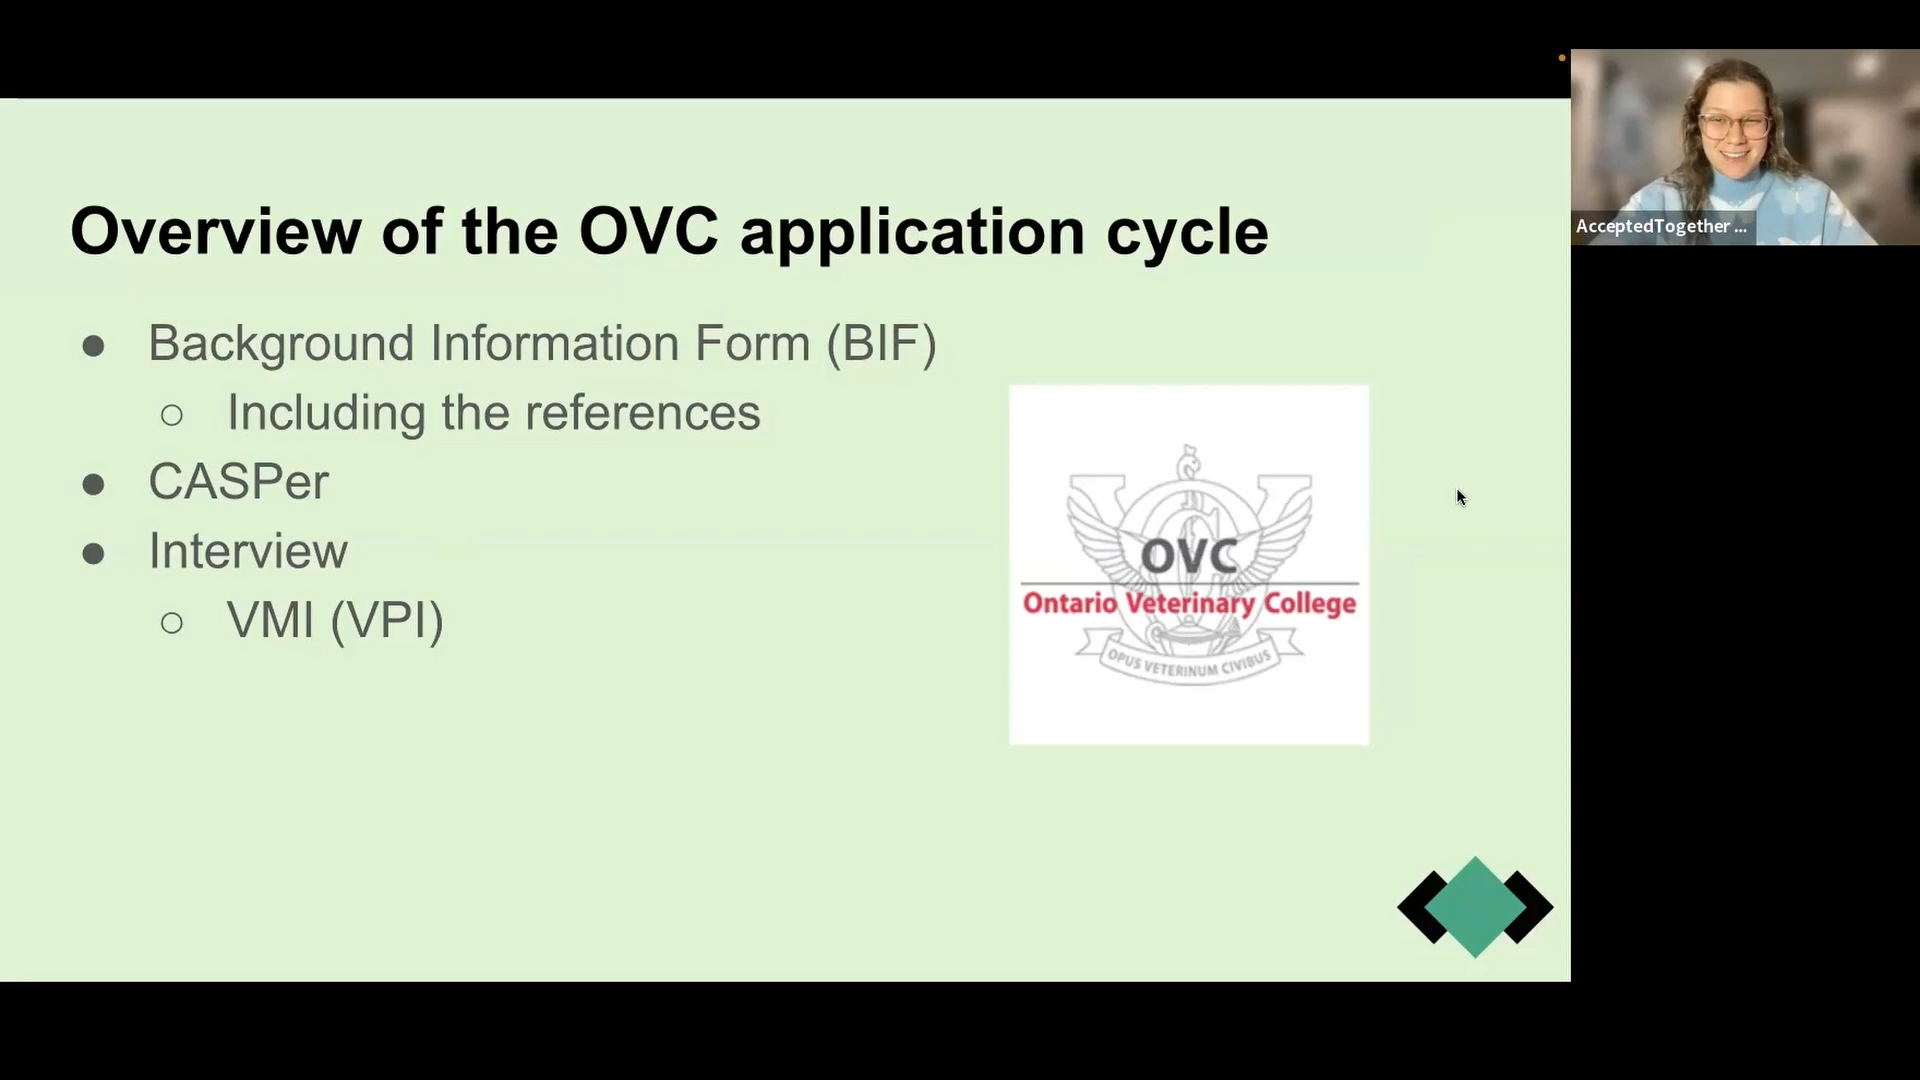 Overview of the OVC application cycle
● Background Information Form (BIF)
○ Including the references
● CASPer
● Interview
○ VMI (VPI)
OVC
Ontario Veterinary College
OPUS VETERINUM CIVIBUS
AcceptedTogether ...